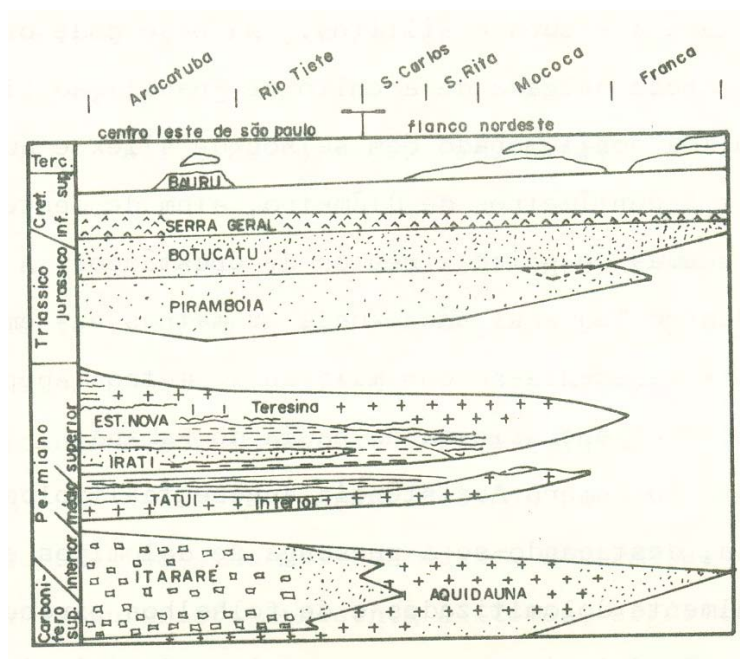 Aracatuba
Rio Tiete
S. Carlos
S. Rita
Mococa
Franca
centro leste de são paulo
flanco nordeste
Terc.
Cret.
inf. sup
Triassico
jurassico
Permiano
inferior medio superior
Carboni-
fero
sup.
BAURU
SERRA GERAL
BOTUCATU
PIRAMBOIA
Teresina
EST. NOVA
IRATI
TATUI
inferior
ITARARE
AQUIDAUNA